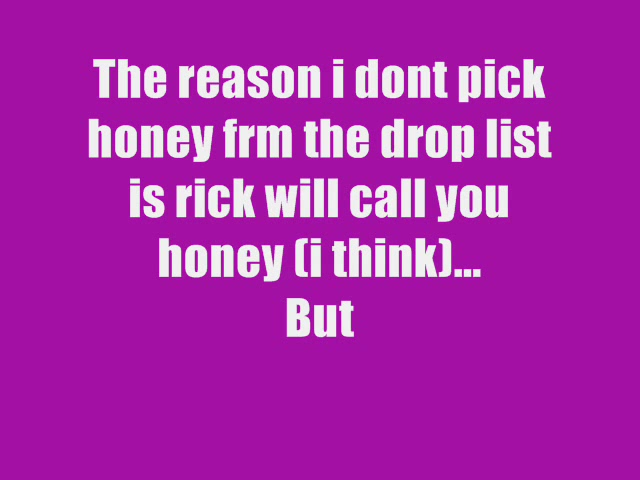 The reason i dont pick
honey frm the drop list
is rick will call you
honey (i think)...
But